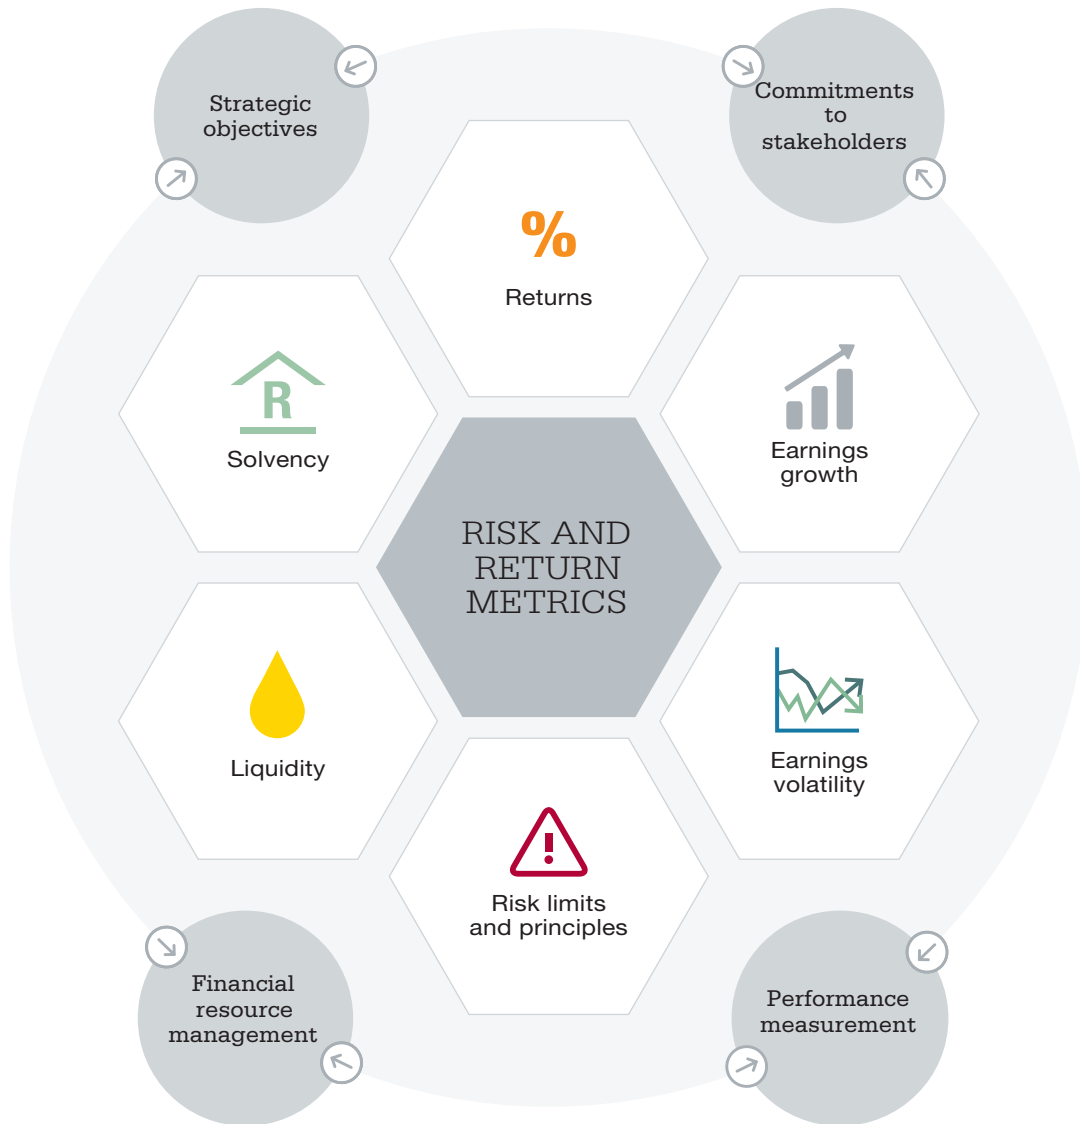 Strategic
objectives
Commitments
to
stakeholders
%
Returns
R
Solvency
Earnings
growth
RISK AND
RETURN
METRICS
Liquidity
Earnings
volatility
!
Risk limits
and principles
Financial
resource
management
Performance
measurement